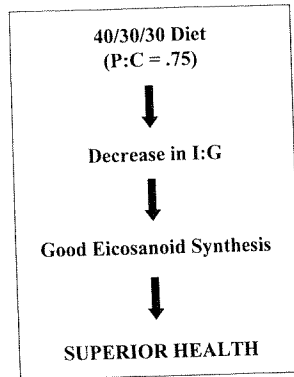 40/30/30 Diet
(P:C = .75)
Decrease in I:G
Good Eicosanoid Synthesis
SUPERIOR HEALTH